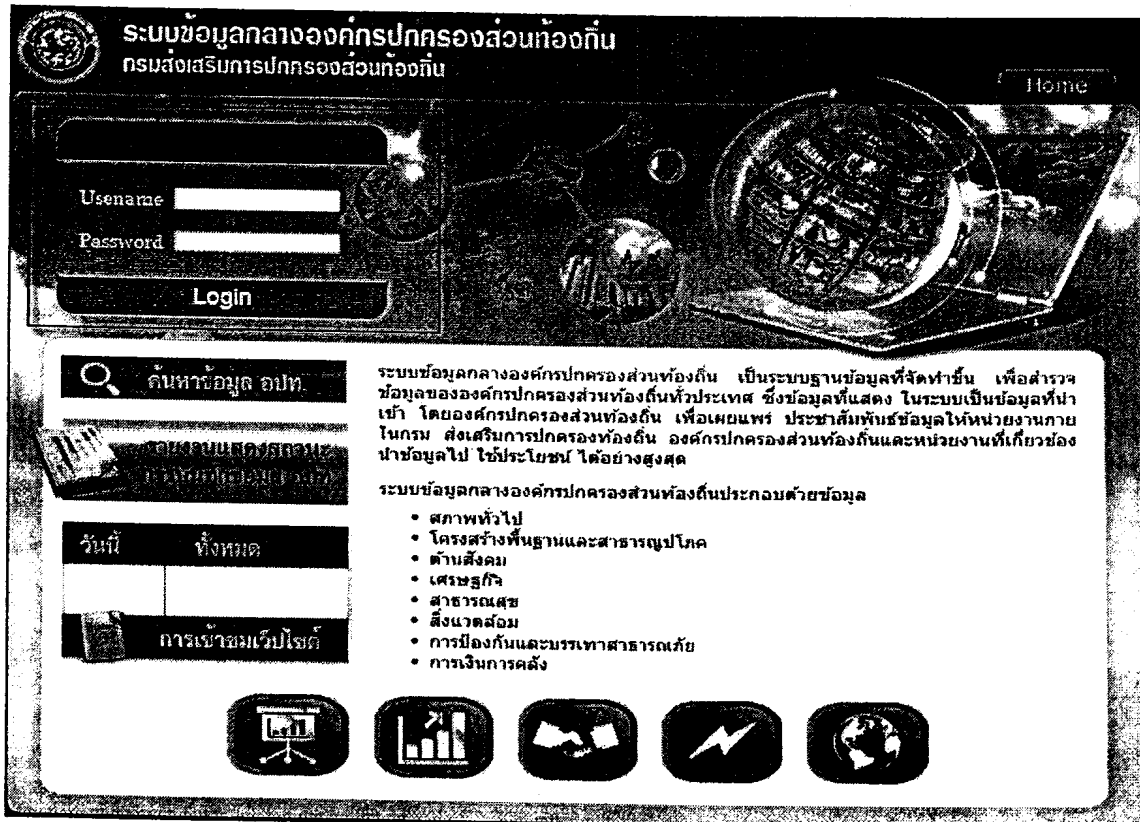 ระบบข้อมูลกลางองค์กรปกครองส่วนท้องถิ่น
กรมส่งเสริมการปกครองส่วนท้องถิ่น
Home
Usename
Password
Login
ค้นหาข้อมูล อปท.
รายงานแสดงสถานะ
วันนี้ ทั้งหมด
การเข้าชมเว็บไซต์
ระบบข้อมูลกลางองค์กรปกครองส่วนท้องถิ่น เป็นระบบฐานข้อมูลที่จัดทำขึ้น เพื่อสำรวจ
ข้อมูลขององค์กรปกครองส่วนท้องถิ่นทั่วประเทศ ซึ่งข้อมูลที่แสดง ในระบบเป็นข้อมูลที่นำ
เข้า โดยองค์กรปกครองส่วนท้องถิ่น เพื่อเผยแพร่ ประชาสัมพันธ์ข้อมูลให้หน่วยงานภาย
ในกรม ส่งเสริมการปกครองท้องถิ่น องค์กรปกครองส่วนท้องถิ่นและหน่วยงานที่เกี่ยวข้อง
นำข้อมูลไป ใช้ประโยชน์ ได้อย่างสูงสุด
ระบบข้อมูลกลางองค์กรปกครองส่วนท้องถิ่นประกอบด้วยข้อมูล
• สภาพทั่วไป
• โครงสร้างพื้นฐานและสาธารณูปโภค
• ด้านสังคม
• เศรษฐกิจ
• สาธารณสุข
• สิ่งแวดล้อม
• การป้องกันและบรรเทาสาธารณภัย
• การเงินการคลัง